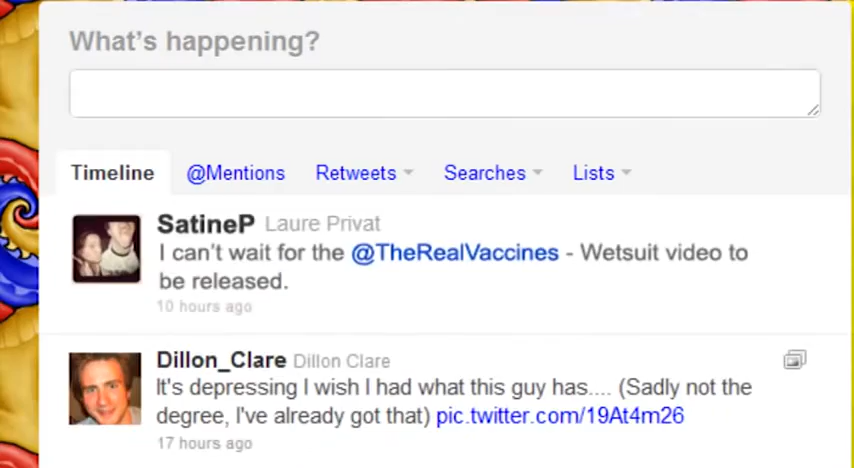 What's happening?
Timeline @Mentions Retweets Searches Lists
SatineP Laure Privat
I can't wait for the @TheRealVaccines - Wetsuit video to
be released.
10 hours ago
Dillon_Clare Dillon Clare
It's depressing I wish I had what this guy has.... (Sadly not the
degree, I've already got that) pic.twitter.com/19At4m26
17 hours ago